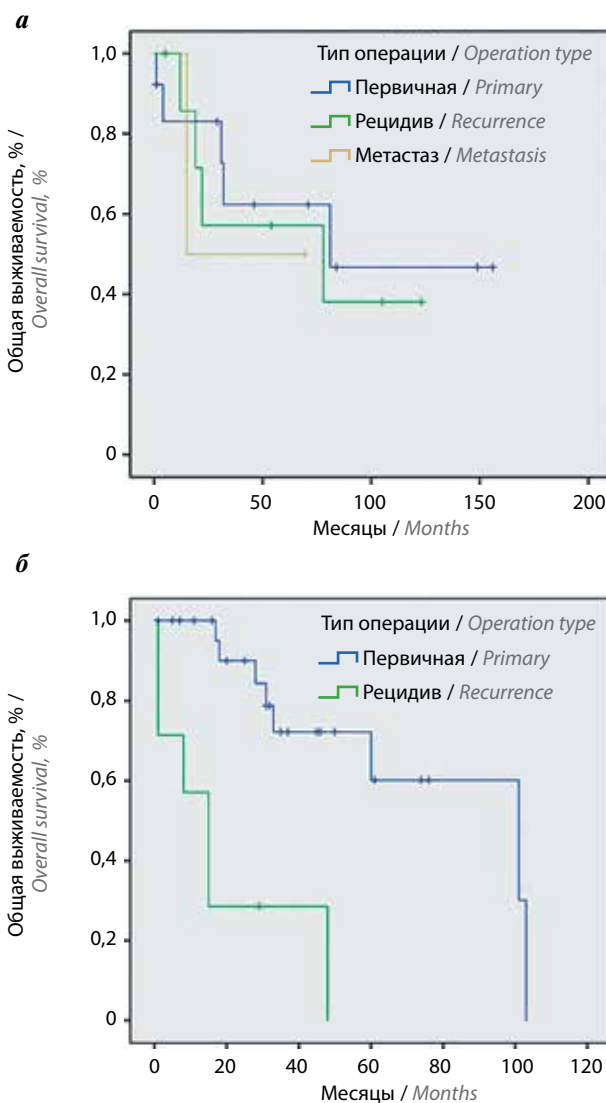 а
1,0
0,8
0,6
0,4
0,2
0
Общая выживаемость, % /
Overall survival, %
Тип операции / Operation type
Первичная / Primary
Рецидив / Recurrence
Метастаз / Metastasis
0 50 100 150 200
Месяцы / Months
б
1,0
0,8
0,6
0,4
0,2
0
Общая выживаемость, % /
Overall survival, %
Тип операции / Operation type
Первичная / Primary
Рецидив / Recurrence
0 20 40 60 80 100 120
Месяцы / Months